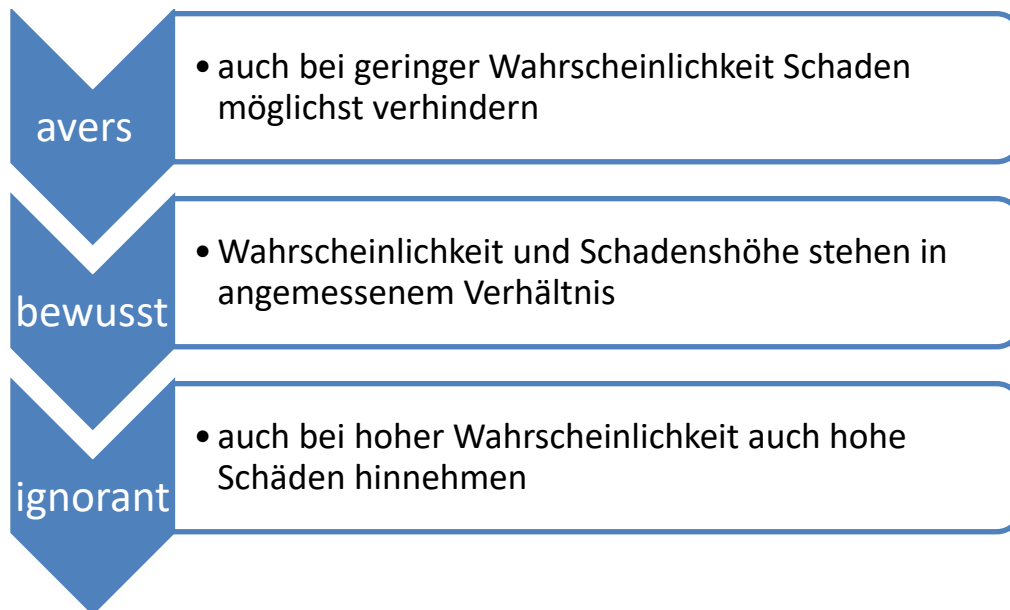 avers
• auch bei geringer Wahrscheinlichkeit Schaden
möglichst verhindern
bewusst
• Wahrscheinlichkeit und Schadenshöhe stehen in
angemessenem Verhältnis
ignorant
• auch bei hoher Wahrscheinlichkeit auch hohe
Schäden hinnehmen